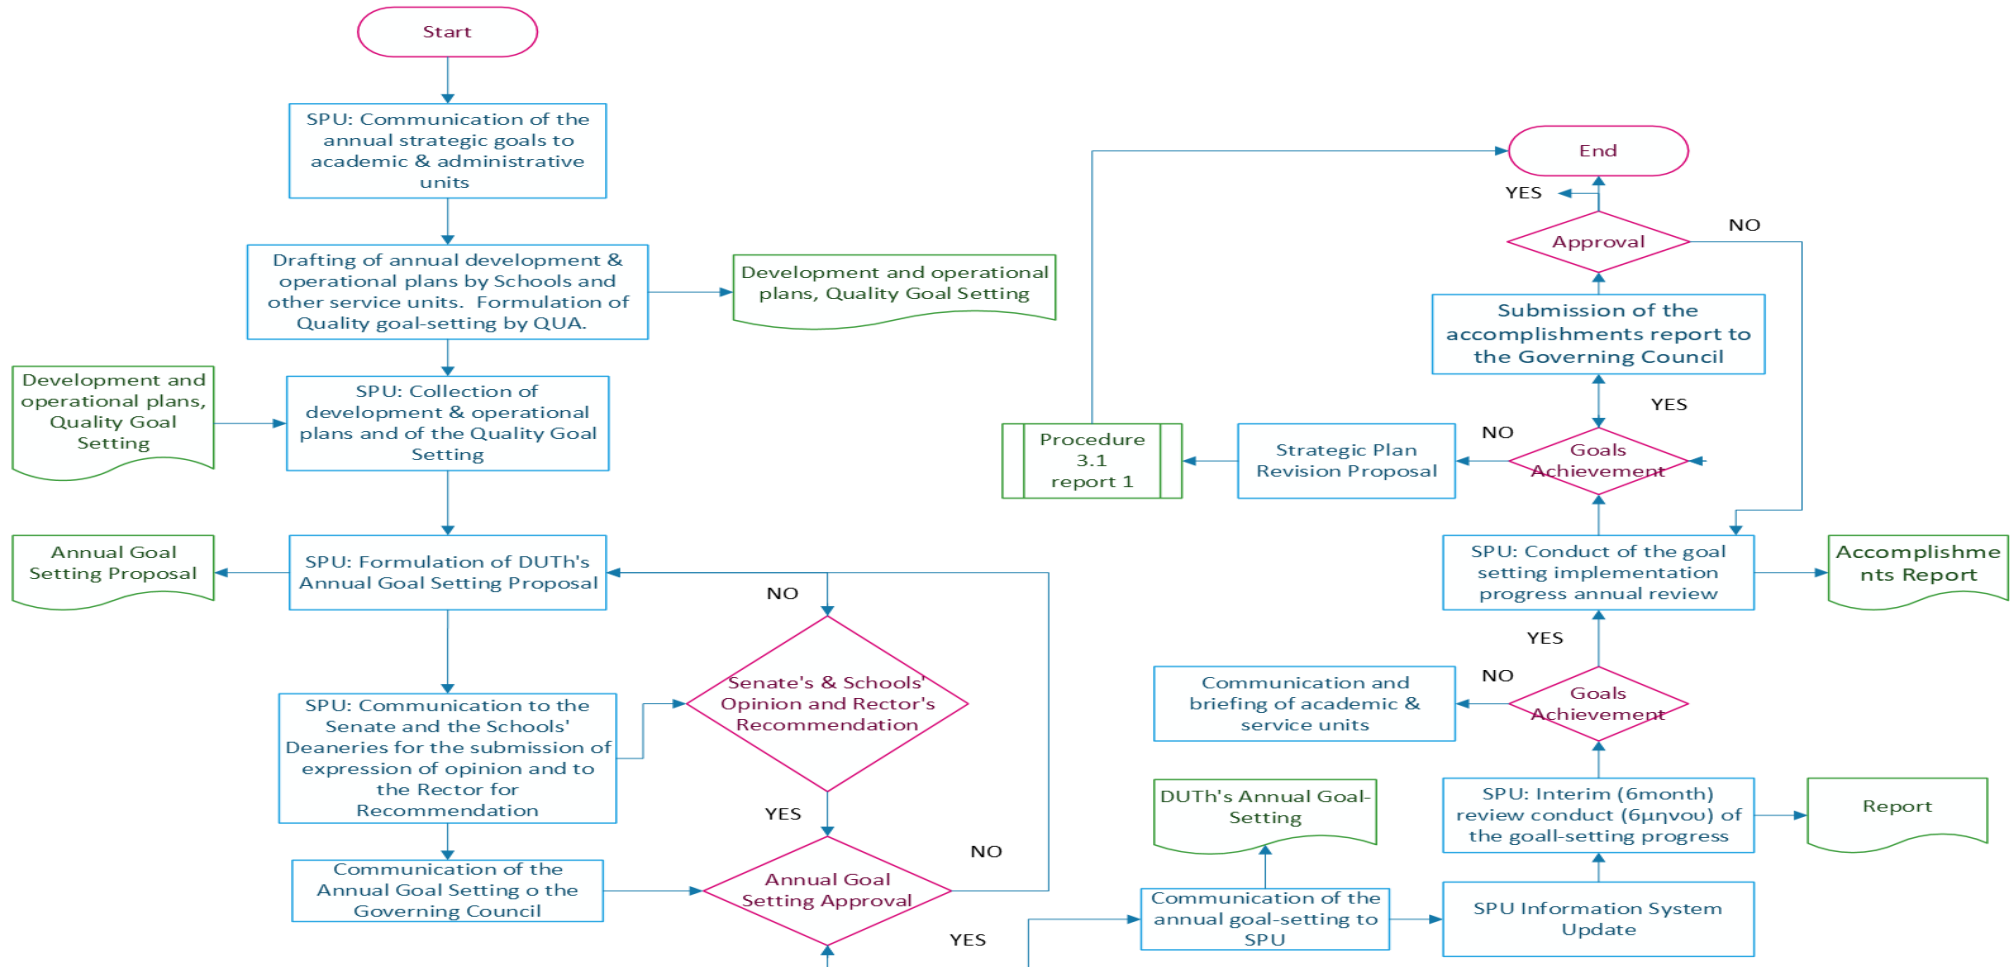 Start
SPU: Communication of the
annual strategic goals to
academic & administrative
units
Drafting of annual development &
operational plans by Schools and
other service units. Formulation of
Quality goal-setting by QUA.
Development and operational
plans, Quality Goal Setting
Development and
operational plans,
Quality Goal
Setting
SPU: Collection of
development & operational
plans and of the Quality Goal
Setting
Annual Goal
Setting Proposal
SPU: Formulation of DUTh's
Annual Goal Setting Proposal
NO
Senate's & Schools'
Opinion and Rector's
Recommendation
SPU: Communication to the
Senate and the Schools'
Deaneries for the submission of
expression of opinion and to
the Rector for
Recommendation
YES
NO
Communication of the
Annual Goal Setting o the
Governing Council
Annual Goal
Setting Approval
YES
End
YES
Approval
NO
Submission of the
accomplishments report to
the Governing Council
YES
NO
Goals
Achievement
Strategic Plan
Revision Proposal
Procedure
3.1
report 1
SPU: Conduct of the goal
setting implementation
progress annual review
Accomplishme
nts Report
YES
NO
Goals
Achievement
Communication and
briefing of academic &
service units
SPU: Interim (6month)
review conduct (6μηνου) of
the goall-setting progress
Report
DUTh's Annual Goal-
Setting
Communication of the
annual goal-setting to
SPU
SPU Information System
Update